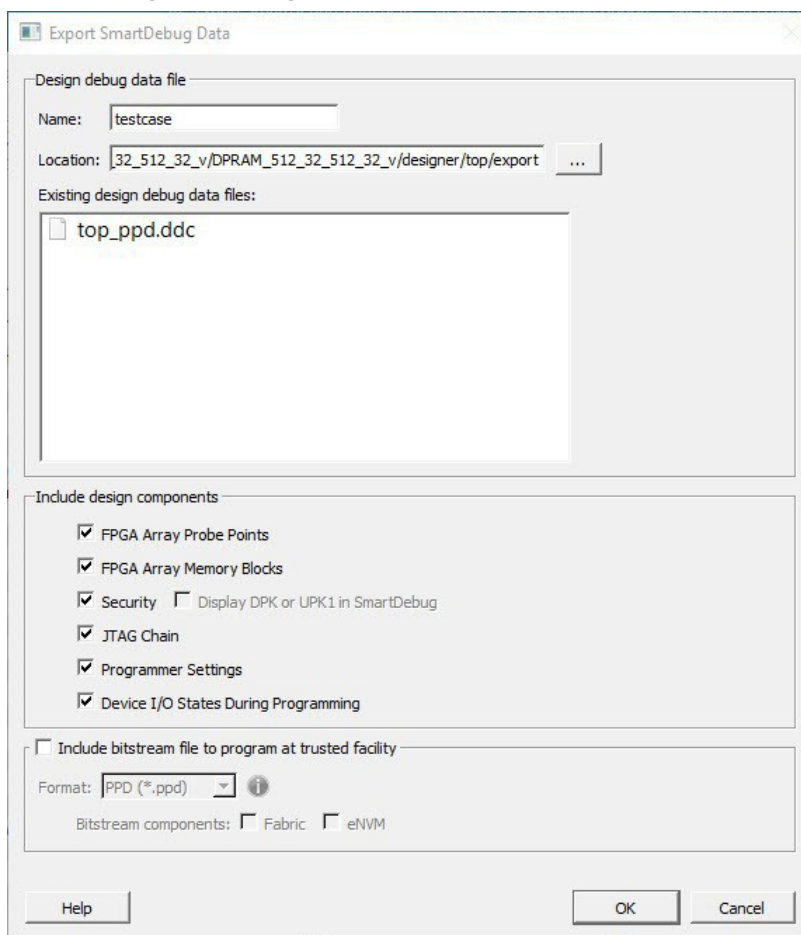 Export SmartDebug Data
Design debug data file
Name: testcase
Location: _32_512_32_v/DPRAM_512_32_512_32_v/designer/top/export ...
Existing design debug data files:
top_ppd.ddc
Include design components
FPGA Array Probe Points
FPGA Array Memory Blocks
Security Display DPK or UPK1 in SmartDebug
JTAG Chain
Programmer Settings
Device I/O States During Programming
Include bitstream file to program at trusted facility
Format: PPD (*.ppd)
Bitstream components: Fabric eNVM
Help OK Cancel